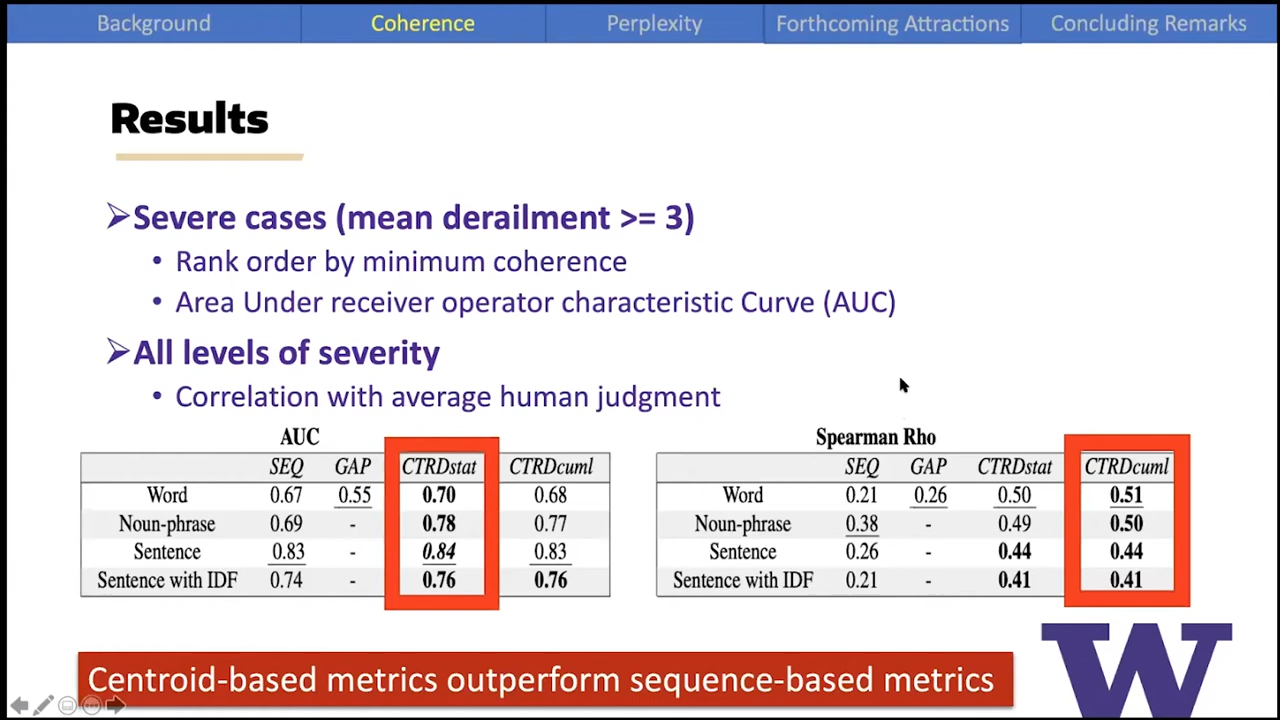 Background Coherence Perplexity Forthcoming Attractions Concluding Remarks
Results
Severe cases (mean derailment >= 3)
• Rank order by minimum coherence
• Area Under receiver operator characteristic Curve (AUC)
All levels of severity
• Correlation with average human judgment
AUC
SEQ GAP CTRDstat CTRDcuml
Word 0.67 0.55 0.70 0.68
Noun-phrase 0.69 - 0.78 0.77
Sentence 0.83 - 0.84 0.83
Sentence with IDF 0.74 - 0.76 0.76
Spearman Rho
SEQ GAP CTRDstat CTRDcuml
Word 0.21 0.26 0.50 0.51
Noun-phrase 0.38 - 0.49 0.50
Sentence 0.26 - 0.44 0.44
Sentence with IDF 0.21 - 0.41 0.41
Centroid-based metrics outperform sequence-based metrics
W